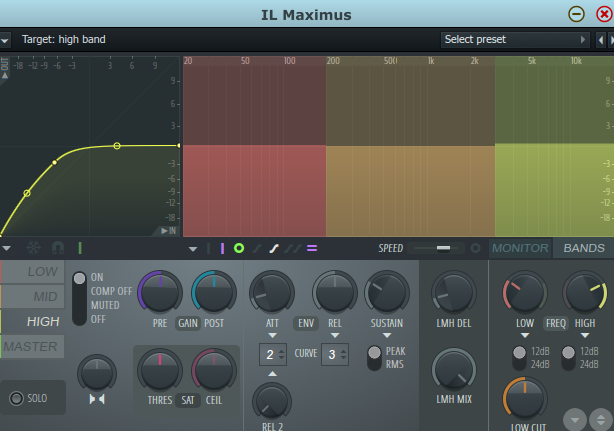 IL Maximus
Target: high band
Select preset
OUT -18 -12 -9 -6 -3 3 6 9
20 50 100 200 500 1k 2k 5k 10k
9 9
6 6
3 3
-3 -3
-6 -6
-9 -9
-12 -12
-18 -18
IN
SPEED MONITOR BANDS
LOW
MID
HIGH
MASTER
SOLO
ON
COMP OFF
MUTED
OFF
PRE GAIN POST
THRES SAT CEIL
ATT ENV REL SUSTAIN
2 CURVE 3
PEAK
RMS
REL 2
LMH DEL
LMH MIX
LOW FREQ HIGH
12dB 12dB
24dB 24dB
LOW CUT